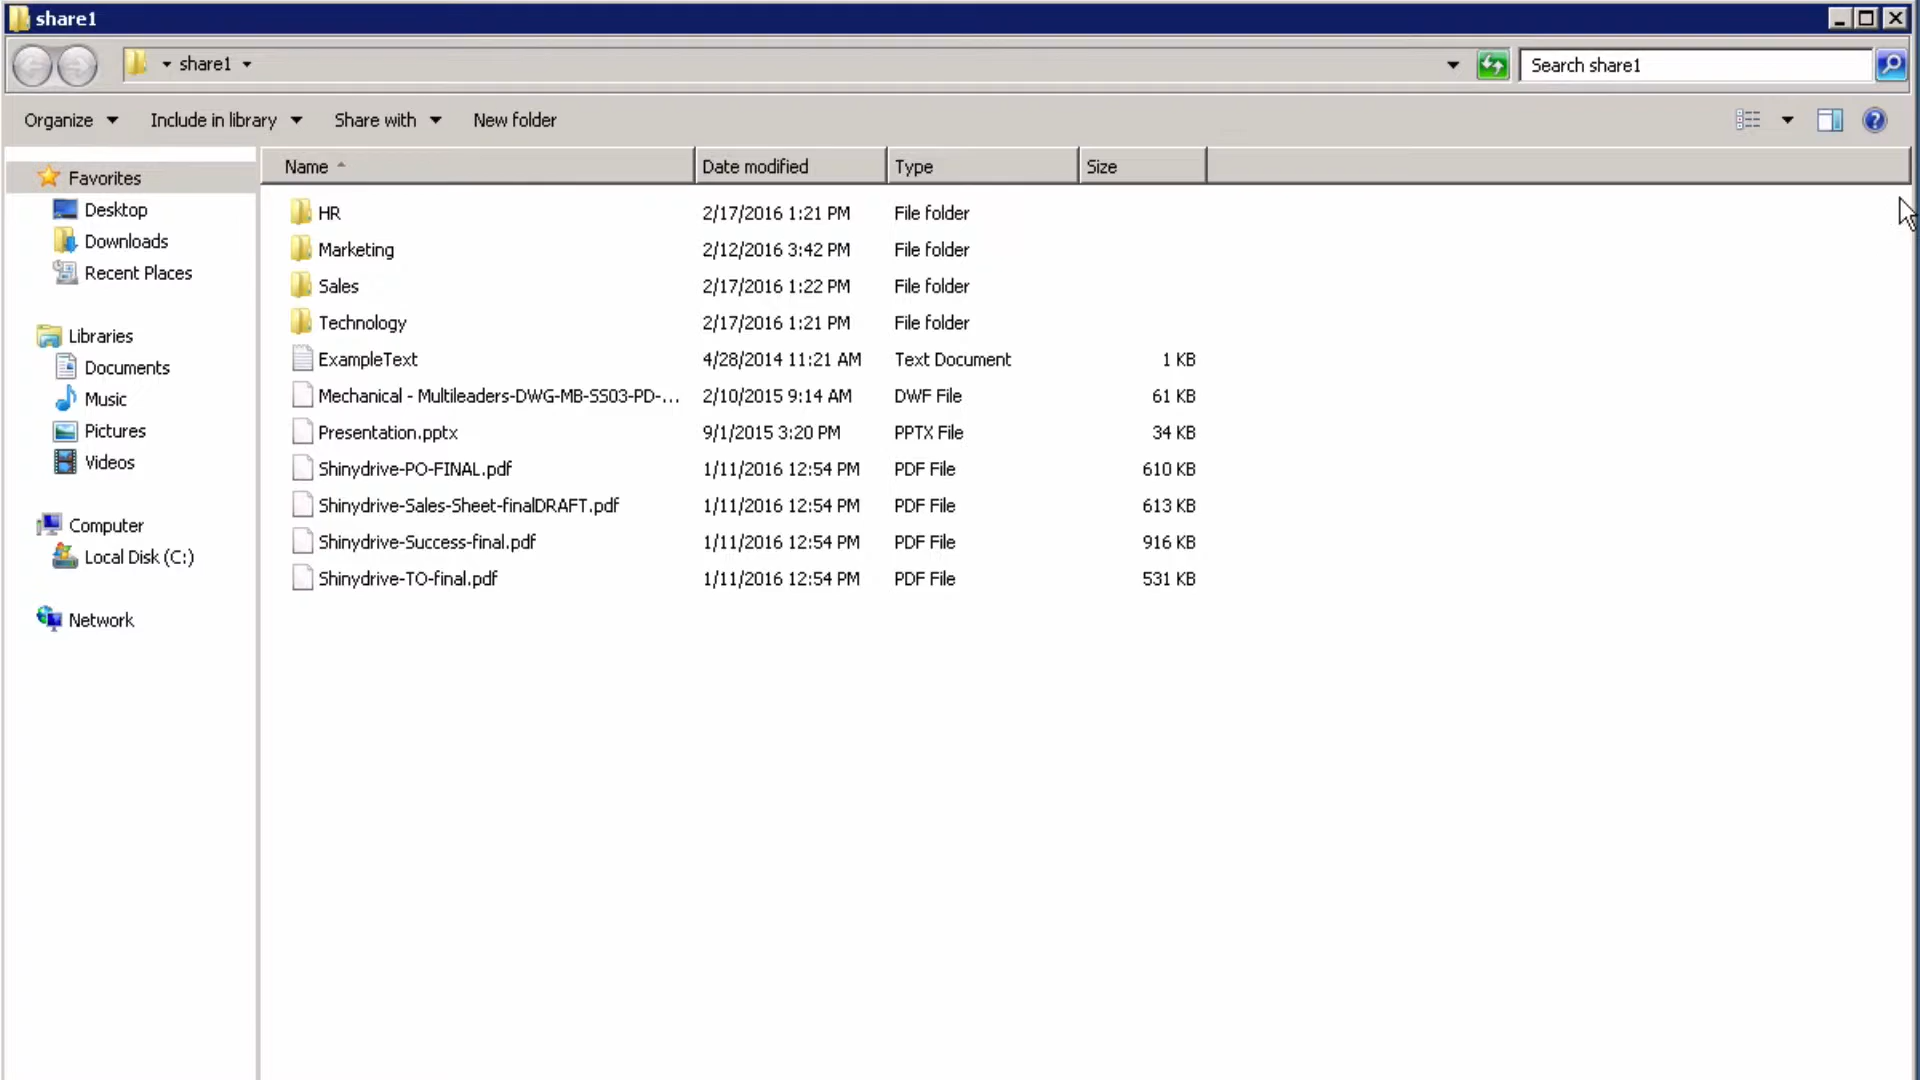 share1
share1
Search share1
Organize Include in library Share with New folder
Name Date modified Type Size
Favorites
Desktop
Downloads
Recent Places
Libraries
Documents
Music
Pictures
Videos
Computer
Local Disk (C:)
Network
HR 2/17/2016 1:21 PM File folder
Marketing 2/12/2016 3:42 PM File folder
Sales 2/17/2016 1:22 PM File folder
Technology 2/17/2016 1:21 PM File folder
ExampleText 4/28/2014 11:21 AM Text Document 1 KB
Mechanical - Multileaders-DWG-MB-SS03-PD-... 2/10/2015 9:14 AM DWF File 61 KB
Presentation.pptx 9/1/2015 3:20 PM PPTX File 34 KB
Shinydrive-PO-FINAL.pdf 1/11/2016 12:54 PM PDF File 610 KB
Shinydrive-Sales-Sheet-finalDRAFT.pdf 1/11/2016 12:54 PM PDF File 613 KB
Shinydrive-Success-final.pdf 1/11/2016 12:54 PM PDF File 916 KB
Shinydrive-TO-final.pdf 1/11/2016 12:54 PM PDF File 531 KB